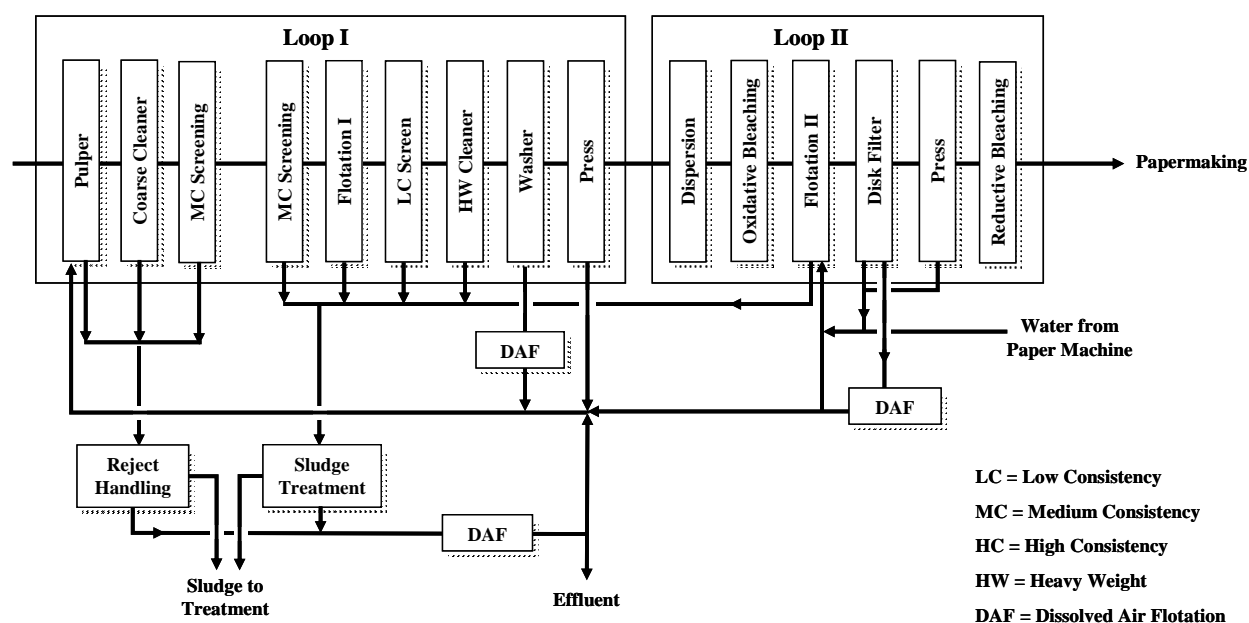 Loop I
Loop II
Pulper
Coarse Cleaner
MC Screening
MC Screening
Flotation I
LC Screen
HW Cleaner
Washer
Press
Dispersion
Oxidative Bleaching
Flotation II
Disk Filter
Press
Reductive Bleaching
Papermaking
Water from
Paper Machine
DAF
DAF
Reject
Handling
Sludge
Treatment
DAF
Sludge to
Treatment
Effluent
LC = Low Consistency
MC = Medium Consistency
HC = High Consistency
HW = Heavy Weight
DAF = Dissolved Air Flotation